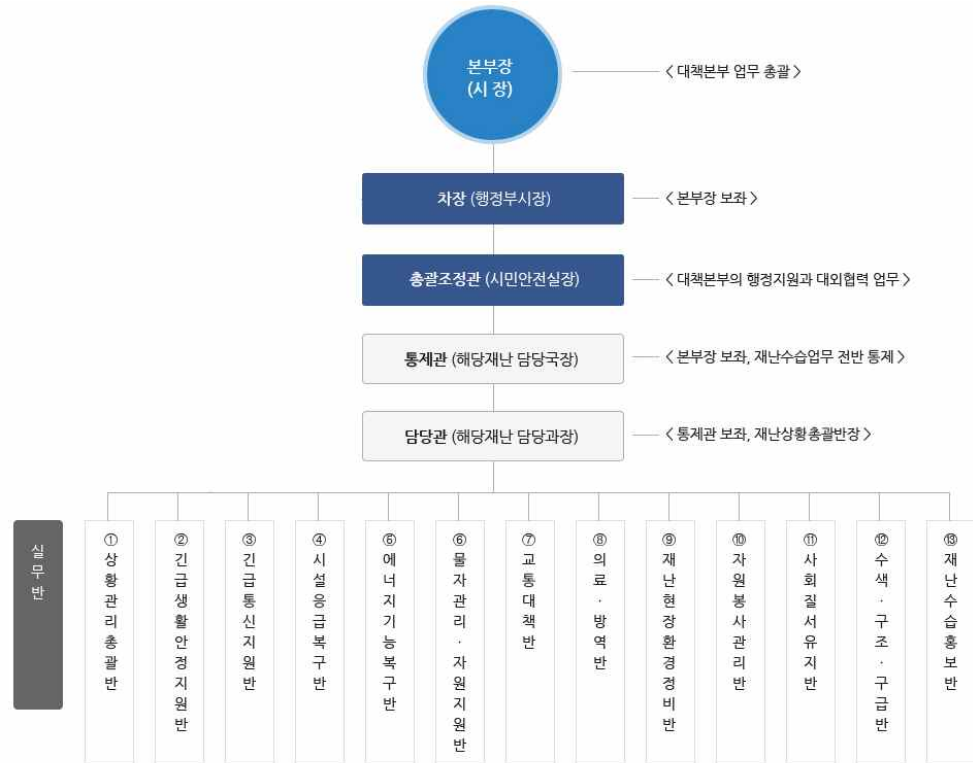 본부장
(시 장)
< 대책본부 업무 총괄 >
차장 (행정부시장)
< 본부장 보좌 >
총괄조정관 (시민안전실장)
< 대책본부의 행정지원과 대외협력 업무 >
통제관 (해당재난 담당국장)
< 본부장 보좌, 재난수습업무 전반 통제 >
담당관 (해당재난 담당과장)
< 통제관 보좌, 재난상황총괄반장 >
실무반
① 상황관리총괄반
② 긴급생활안정지원반
③ 긴급통신지원반
④ 시설응급복구반
⑤ 에너지기능복구반
⑥ 물자관리·자원지원반
⑦ 교통대책반
⑧ 의료·방역반
⑨ 재난현장환경정비반
⑩ 자원봉사관리반
⑪ 사회질서유지반
⑫ 수색·구조·구급반
⑬ 재난수습홍보반